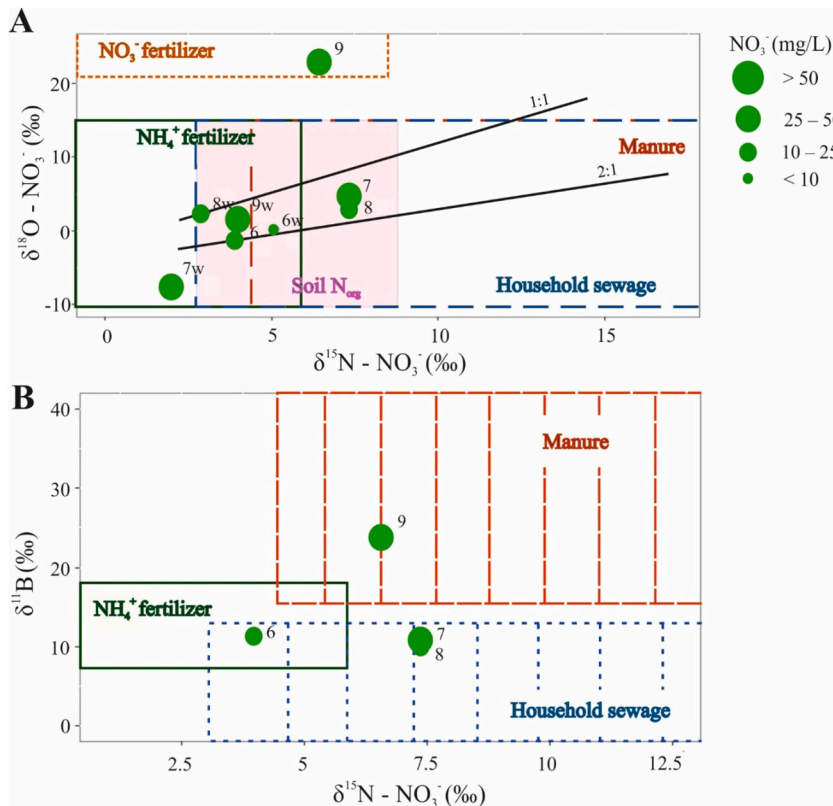 A
NO₃⁻ fertilizer
9
NO₃⁻ (mg/L)
> 50
25 – 50
10 – 25
< 10
20
15
10
5
0
-10
δ¹⁸O - NO₃⁻ (‰)
NH₄⁺ fertilizer
1:1
Manure
2:1
7
8
8w
9w
6w
6
7w
Soil Nₒᵣg
Household sewage
0
5
10
15
δ¹⁵N - NO₃⁻ (‰)
B
40
30
20
10
0
δ¹¹B (‰)
Manure
9
NH₄⁺ fertilizer
6
7
8
Household sewage
2.5
5
7.5
10
12.5
δ¹⁵N - NO₃⁻ (‰)